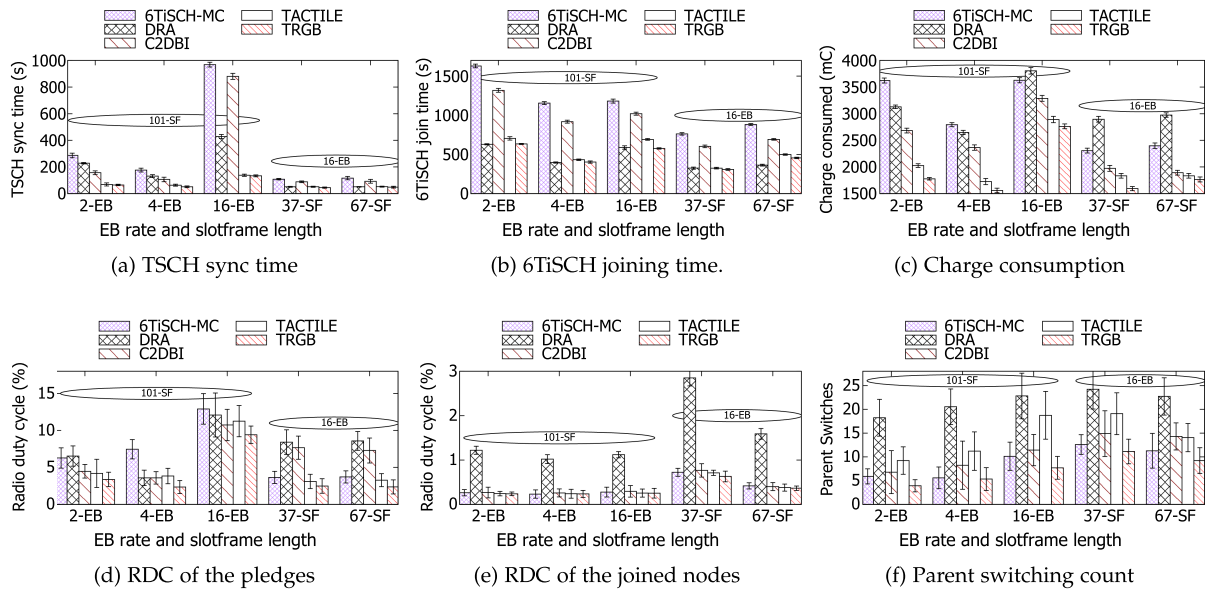 6TiSCH-MC TACTILE
DRA TRGB
C2DBI
TSCH sync time (s)
1000
800
600
400
200
0
101-SF
16-EB
2-EB 4-EB 16-EB 37-SF 67-SF
EB rate and slotframe length
(a) TSCH sync time
6TiSCH-MC TACTILE
DRA TRGB
C2DBI
6TiSCH join time (s)
1500
1000
500
0
101-SF
16-EB
2-EB 4-EB 16-EB 37-SF 67-SF
EB rate and slotframe length
(b) 6TiSCH joining time.
6TiSCH-MC TACTILE
DRA TRGB
C2DBI
Charge consumed (mC)
4000
3500
3000
2500
2000
1500
101-SF
16-EB
2-EB 4-EB 16-EB 37-SF 67-SF
EB rate and slotframe length
(c) Charge consumption
6TiSCH-MC TACTILE
DRA TRGB
C2DBI
Radio duty cycle (%)
15
10
5
0
101-SF
16-EB
2-EB 4-EB 16-EB 37-SF 67-SF
EB rate and slotframe length
(d) RDC of the pledges
6TiSCH-MC TACTILE
DRA TRGB
C2DBI
Radio duty cycle (%)
3
2
1
0
101-SF
16-EB
2-EB 4-EB 16-EB 37-SF 67-SF
EB rate and slotframe length
(e) RDC of the joined nodes
6TiSCH-MC TACTILE
DRA TRGB
C2DBI
Parent Switches
25
20
15
10
5
0
101-SF
16-EB
2-EB 4-EB 16-EB 37-SF 67-SF
EB rate and slotframe length
(f) Parent switching count